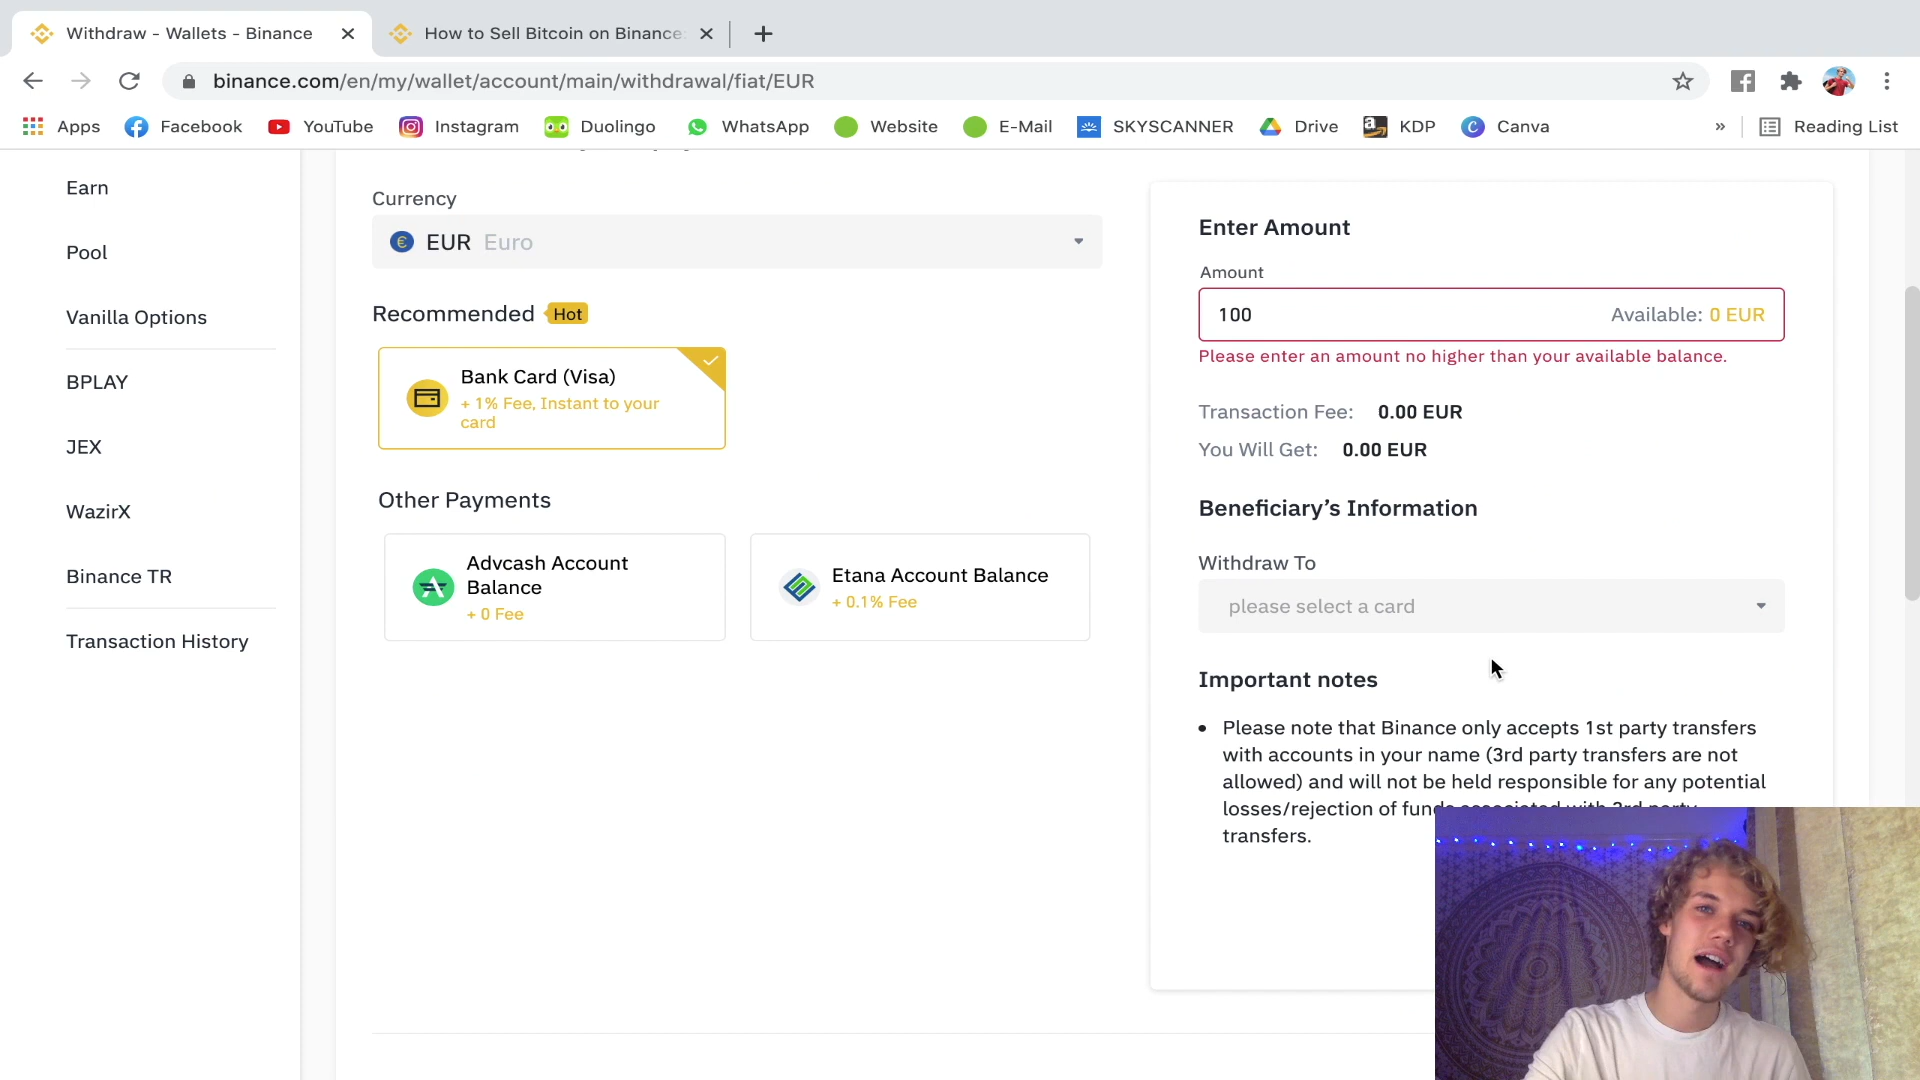 Withdraw - Wallets - Binance
How to Sell Bitcoin on Binance
binance.com/en/my/wallet/account/main/withdrawal/fiat/EUR
Apps
Facebook
YouTube
Instagram
Duolingo
WhatsApp
Website
E-Mail
SKYSCANNER
Drive
KDP
Canva
»
Reading List
Earn
Pool
Vanilla Options
BPLAY
JEX
WazirX
Binance TR
Transaction History
Currency
EUR Euro
Recommended Hot
Bank Card (Visa)
+ 1% Fee, Instant to your
card
Other Payments
Advcash Account
Balance
+ 0 Fee
Etana Account Balance
+ 0.1% Fee
Enter Amount
Amount
100 Available: 0 EUR
Please enter an amount no higher than your available balance.
Transaction Fee: 0.00 EUR
You Will Get: 0.00 EUR
Beneficiary’s Information
Withdraw To
please select a card
Important notes
• Please note that Binance only accepts 1st party transfers
with accounts in your name (3rd party transfers are not
allowed) and will not be held responsible for any potential
losses/rejection of funds associated with 3rd party
transfers.